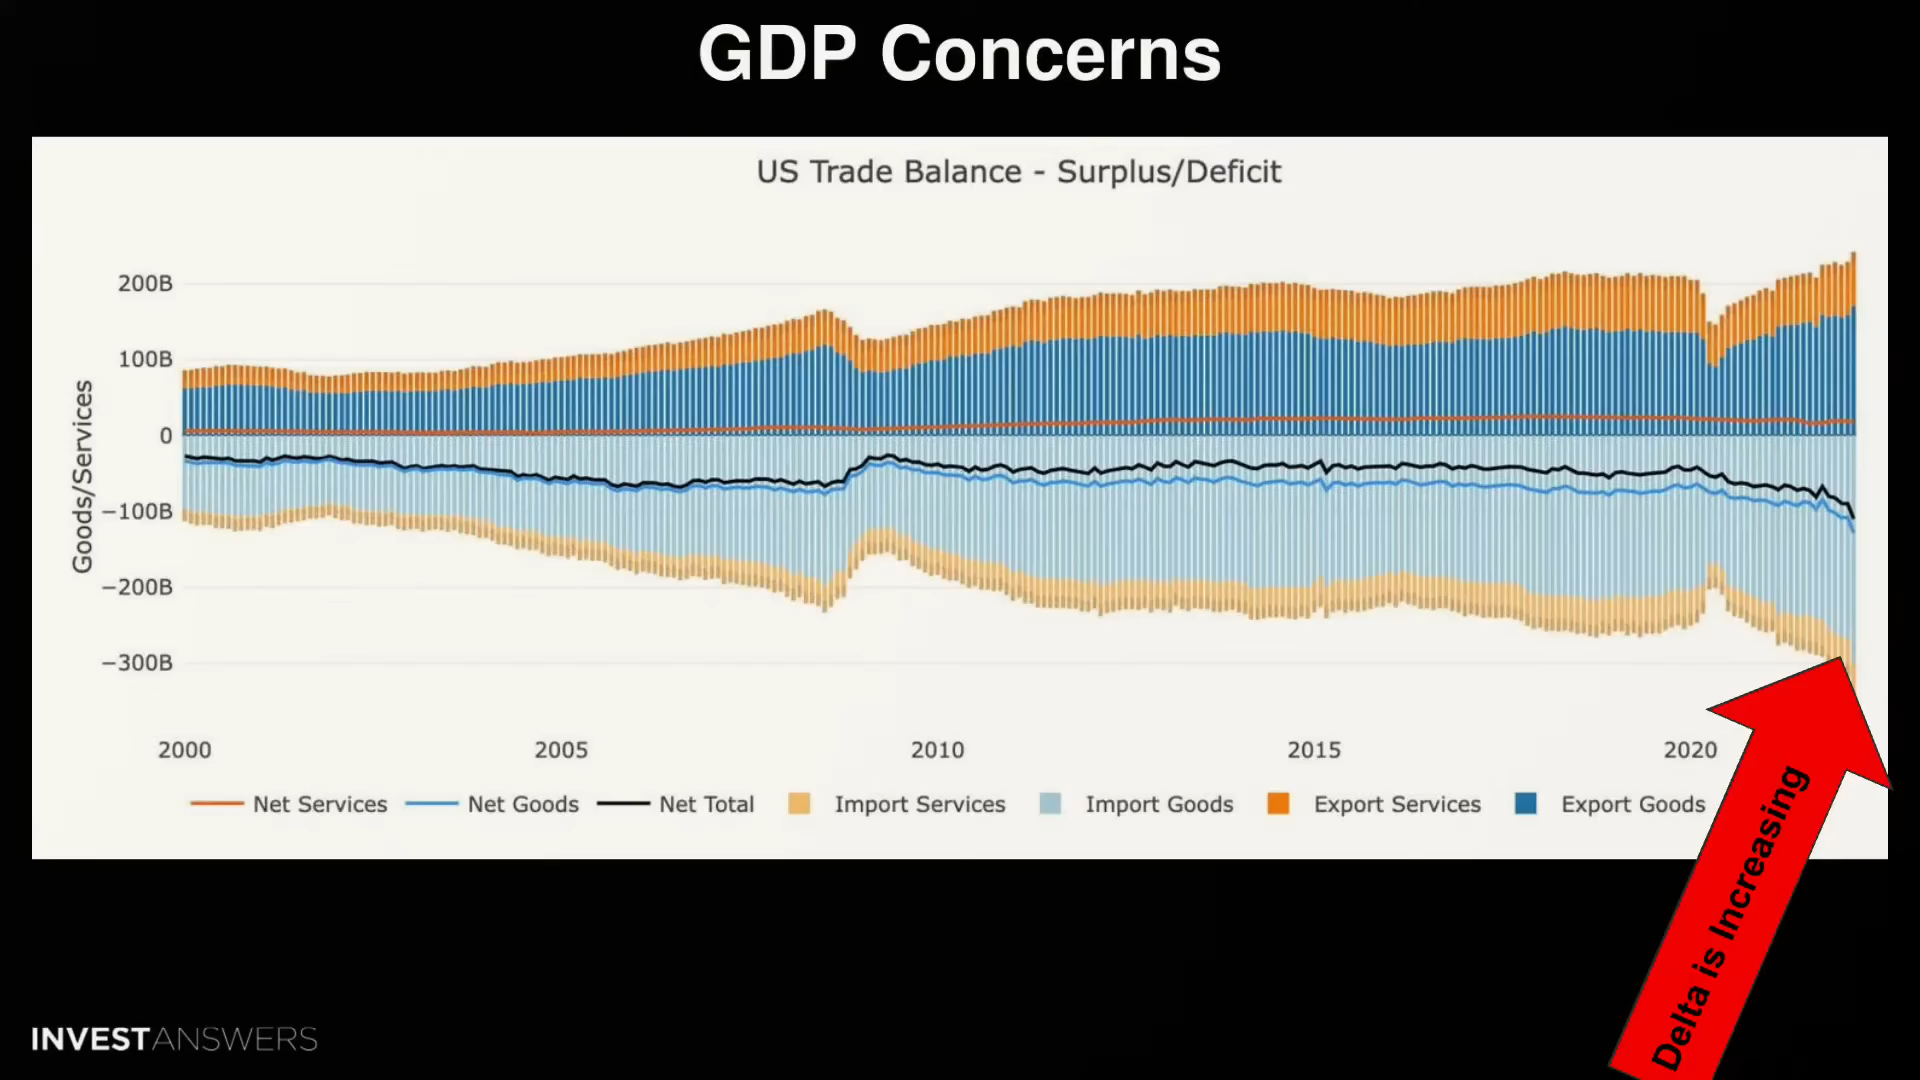 GDP Concerns
US Trade Balance - Surplus/Deficit
Goods/Services
200B
100B
0
−100B
−200B
−300B
2000 2005 2010 2015 2020
Net Services Net Goods Net Total Import Services Import Goods Export Services Export Goods
Delta is Increasing
INVESTANSWERS